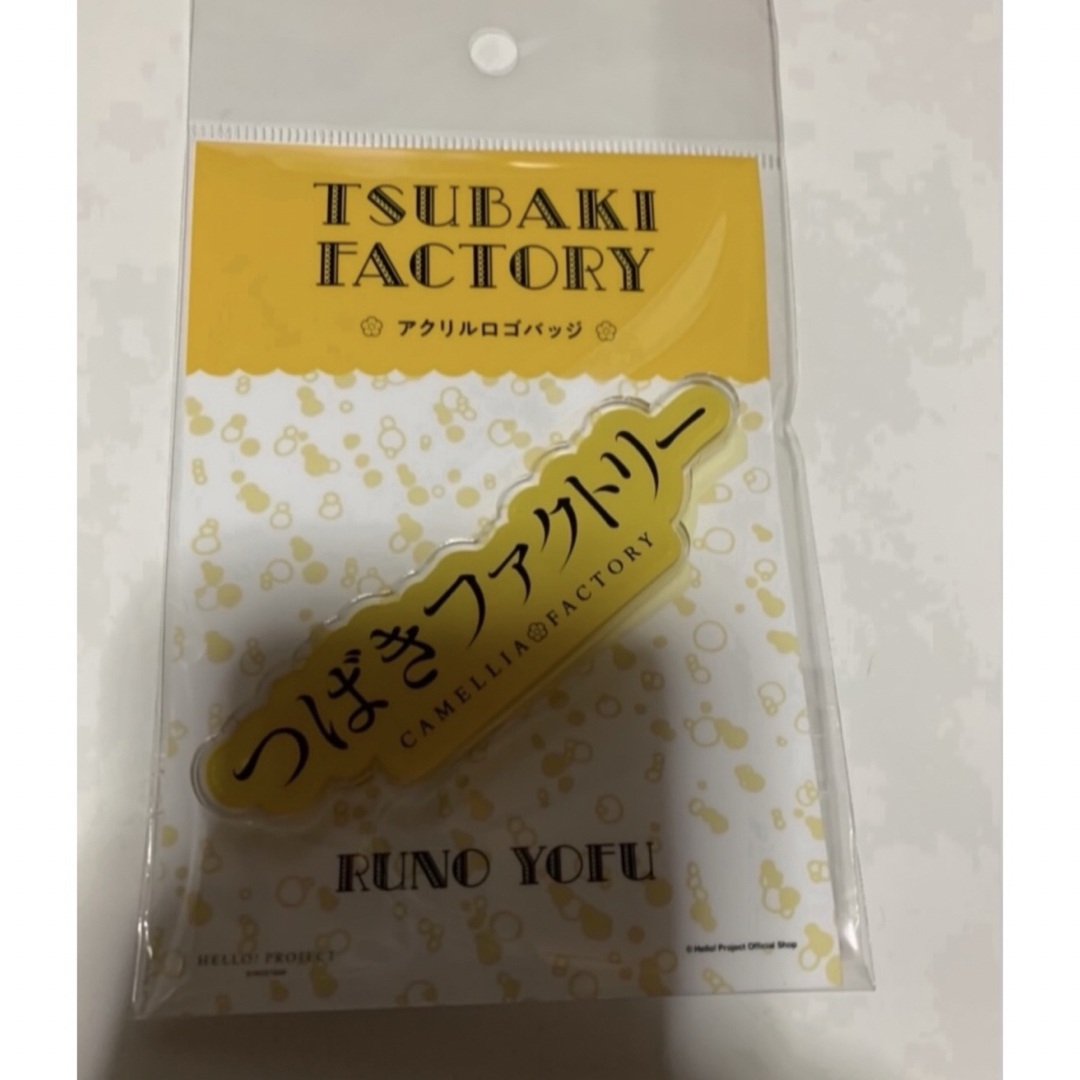 TSUBAKI
FACTORY
アクリルロゴバッジ
つばきファクトリー
CAMELLIA FACTORY
RUNO YOFU
HELLO! PROJECT
© Hello! Project Official Shop